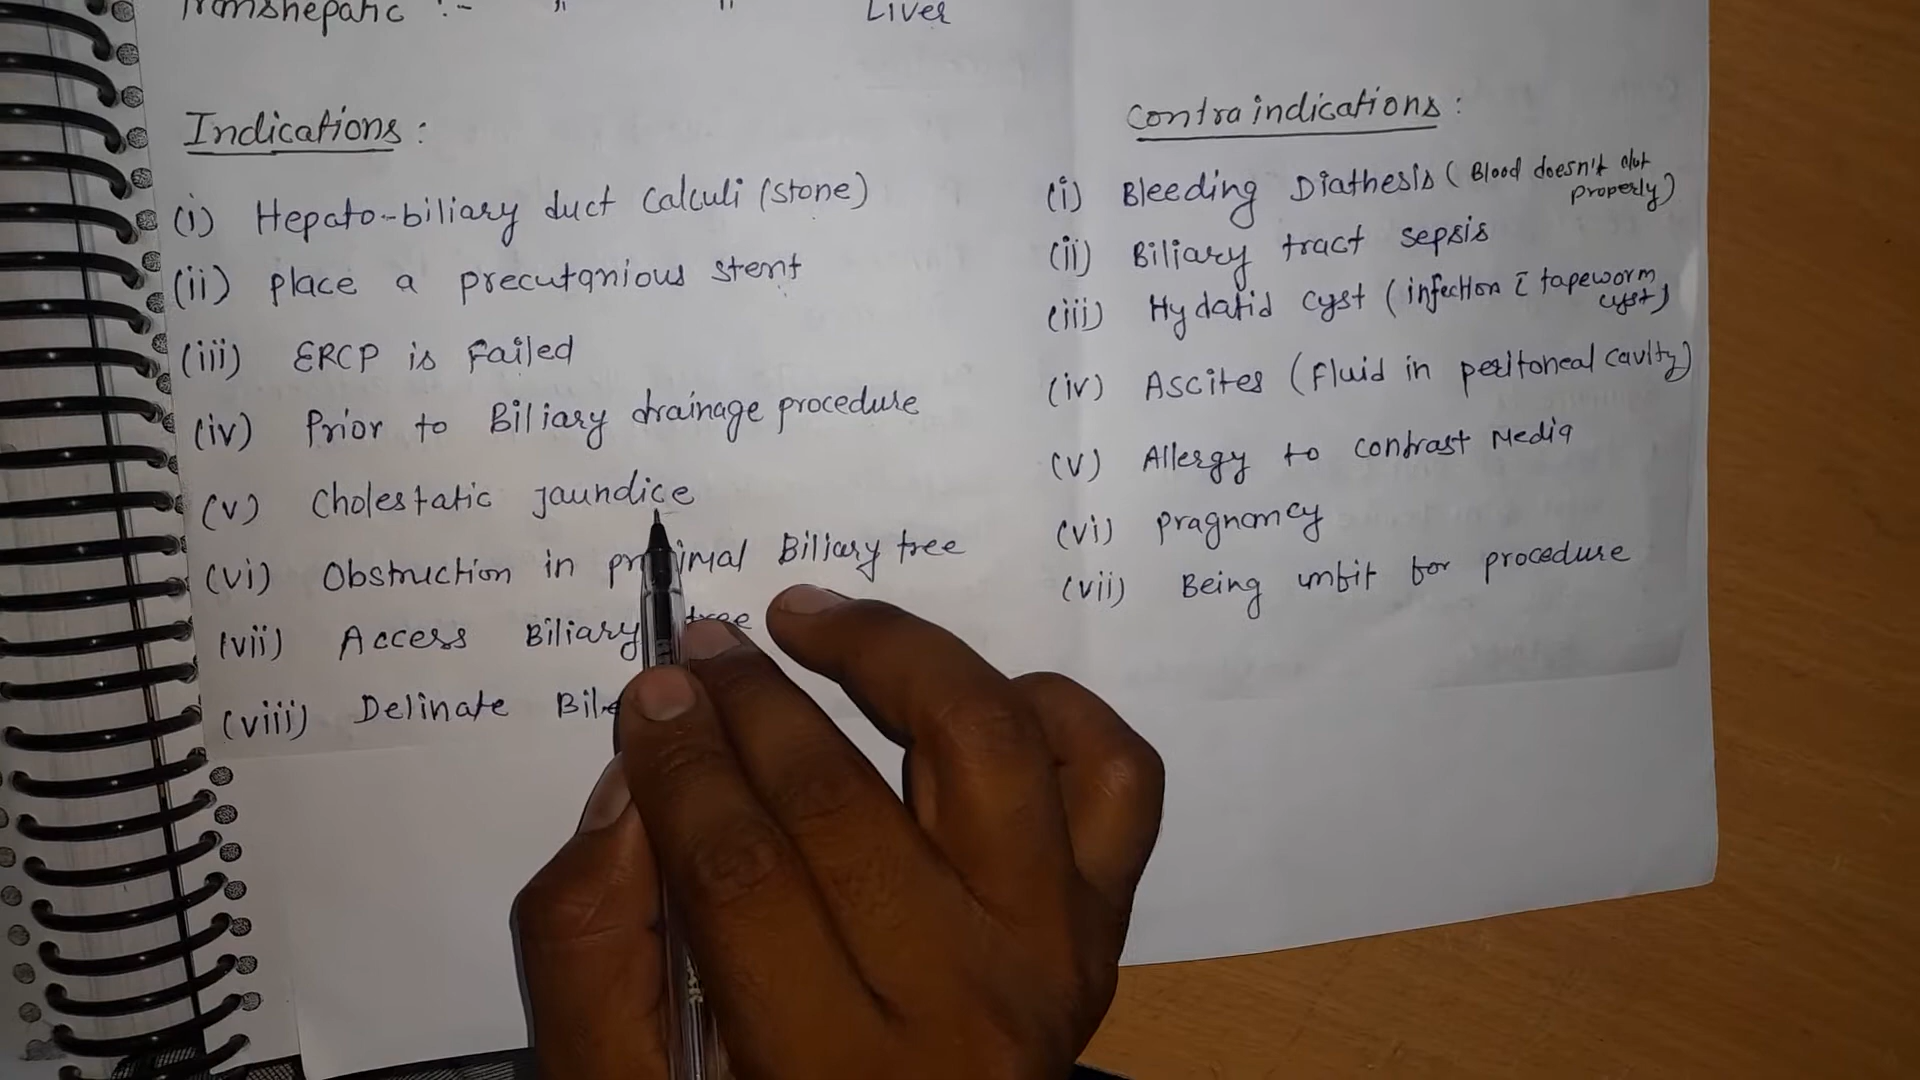 Transhepatic :- " " Liver
Indications :
(i) Hepato-biliary duct calculi (stone)
(ii) place a precutanious stent
(iii) ERCP is Failed
(iv) Prior to Biliary drainage procedure
(v) Cholestatic jaundice
(vi) Obstruction in Biliary tree
(vii) Access Biliary tree
(viii) Delinate
Contraindications :
(i) Bleeding Diathesis (Blood doesn't clot
properly)
(ii) Biliary tract sepsis
(iii) Hydatid cyst (infection c̄ tapeworm
cyst)
(iv) Ascites (Fluid in peritoneal cavity)
(v) Allergy to contrast Media
(vi) pragnancy
(vii) Being unfit for procedure